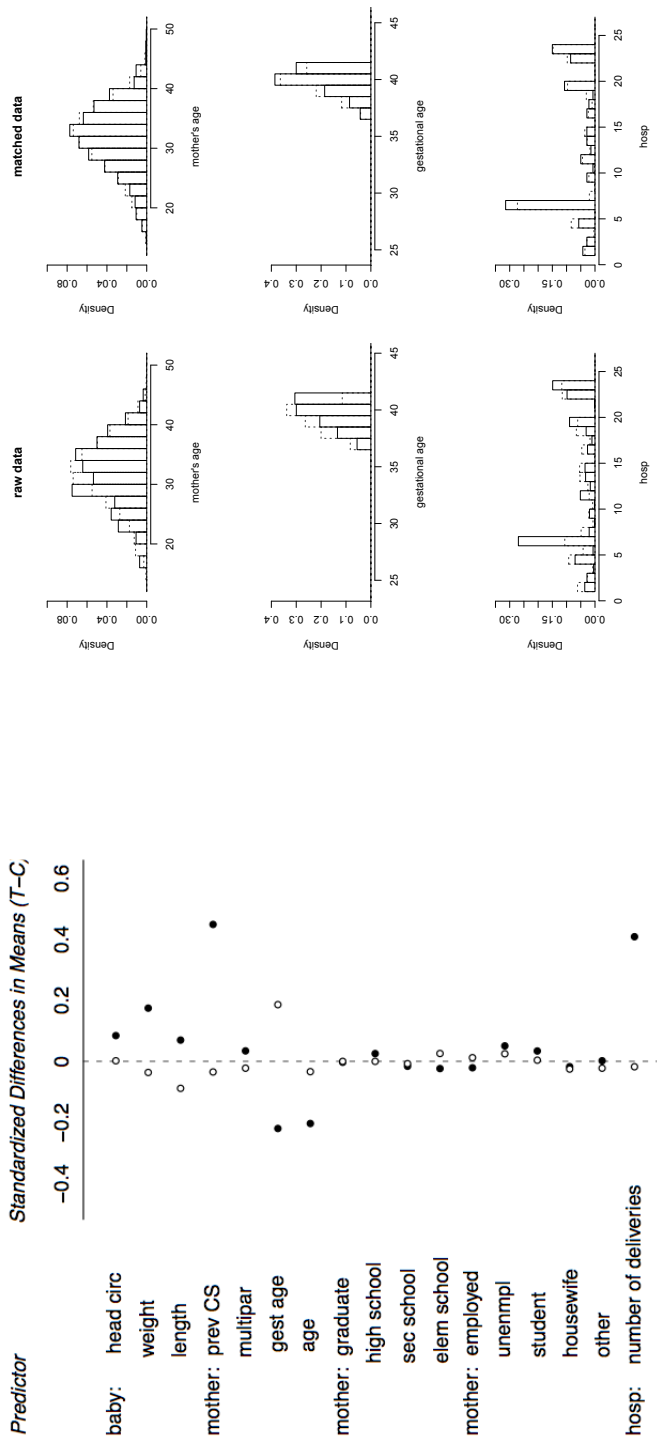 Predictor Standardized Differences in Means (T−C)
−0.4 −0.2 0 0.2 0.4 0.6
baby: head circ
weight
length
mother: prev CS
multipar
gest age
age
mother: graduate
high school
sec school
elem school
mother: employed
unenmpl
student
housewife
other
hosp: number of deliveries
raw data
Density
0.00 0.04 0.08
20 30 40 50
mother's age
matched data
Density
0.00 0.04 0.08
20 30 40 50
mother's age
Density
0.0 0.1 0.2 0.3 0.4
25 30 35 40 45
gestational age
Density
0.0 0.1 0.2 0.3 0.4
25 30 35 40 45
gestational age
Density
0.00 0.15 0.30
0 5 10 15 20 25
hosp
Density
0.00 0.15 0.30
0 5 10 15 20 25
hosp